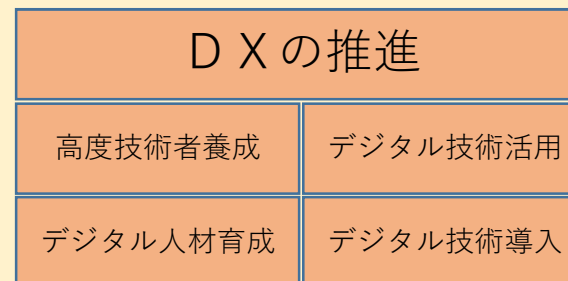 ＤＸの推進
高度技術者養成
デジタル技術活用
デジタル人材育成
デジタル技術導入